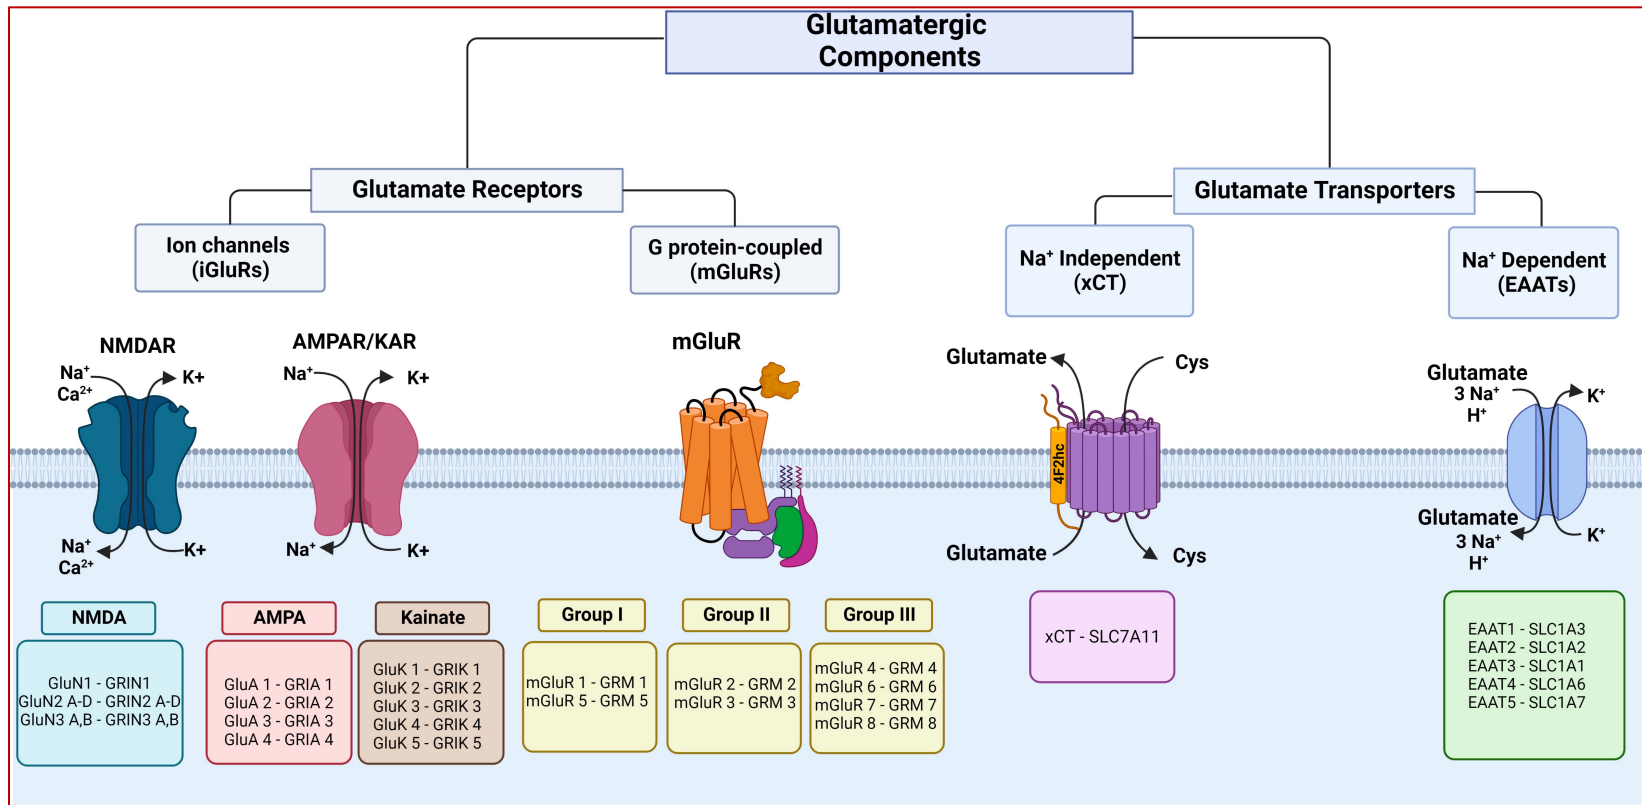 Glutamatergic
Components
Glutamate Receptors
Glutamate Transporters
Ion channels
(iGluRs)
G protein-coupled
(mGluRs)
Na⁺ Independent
(xCT)
Na⁺ Dependent
(EAATs)
NMDAR
Na⁺
Ca²⁺
K+
Na⁺
Ca²⁺
K+
AMPAR/KAR
Na⁺
K+
Na⁺
K+
mGluR
Glutamate
Cys
4F2hc
Glutamate
Cys
Glutamate
3 Na⁺
H⁺
K⁺
Glutamate
3 Na⁺
H⁺
K⁺
NMDA
GluN1 - GRIN1
GluN2 A-D - GRIN2 A-D
GluN3 A,B - GRIN3 A,B
AMPA
GluA 1 - GRIA 1
GluA 2 - GRIA 2
GluA 3 - GRIA 3
GluA 4 - GRIA 4
Kainate
GluK 1 - GRIK 1
GluK 2 - GRIK 2
GluK 3 - GRIK 3
GluK 4 - GRIK 4
GluK 5 - GRIK 5
Group I
mGluR 1 - GRM 1
mGluR 5 - GRM 5
Group II
mGluR 2 - GRM 2
mGluR 3 - GRM 3
Group III
mGluR 4 - GRM 4
mGluR 6 - GRM 6
mGluR 7 - GRM 7
mGluR 8 - GRM 8
xCT - SLC7A11
EAAT1 - SLC1A3
EAAT2 - SLC1A2
EAAT3 - SLC1A1
EAAT4 - SLC1A6
EAAT5 - SLC1A7